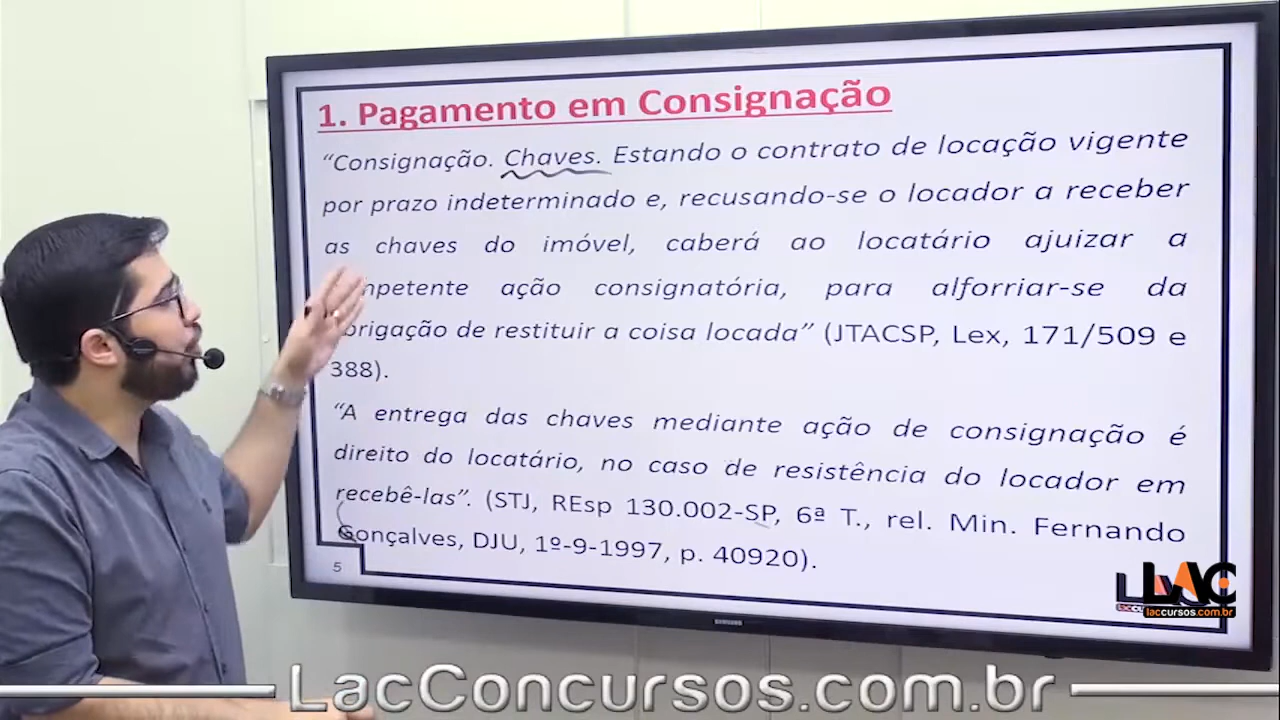 1. Pagamento em Consignação
“Consignação. Chaves. Estando o contrato de locação vigente
por prazo indeterminado e, recusando-se o locador a receber
as chaves do imóvel, caberá ao locatário ajuizar a
ação consignatória, para alforriar-se da
de restituir a coisa locada” (JTACSP, Lex, 171/509 e
388).
“A entrega das chaves mediante ação de consignação é
direito do locatário, no caso de resistência do locador em
recebê-las”. (STJ, REsp 130.002-SP, 6ª T., rel. Min. Fernando
Gonçalves, DJU, 1º-9-1997, p. 40920).
5
LAC
laccursos.com.br
SAMSUNG
LacConcursos.com.br